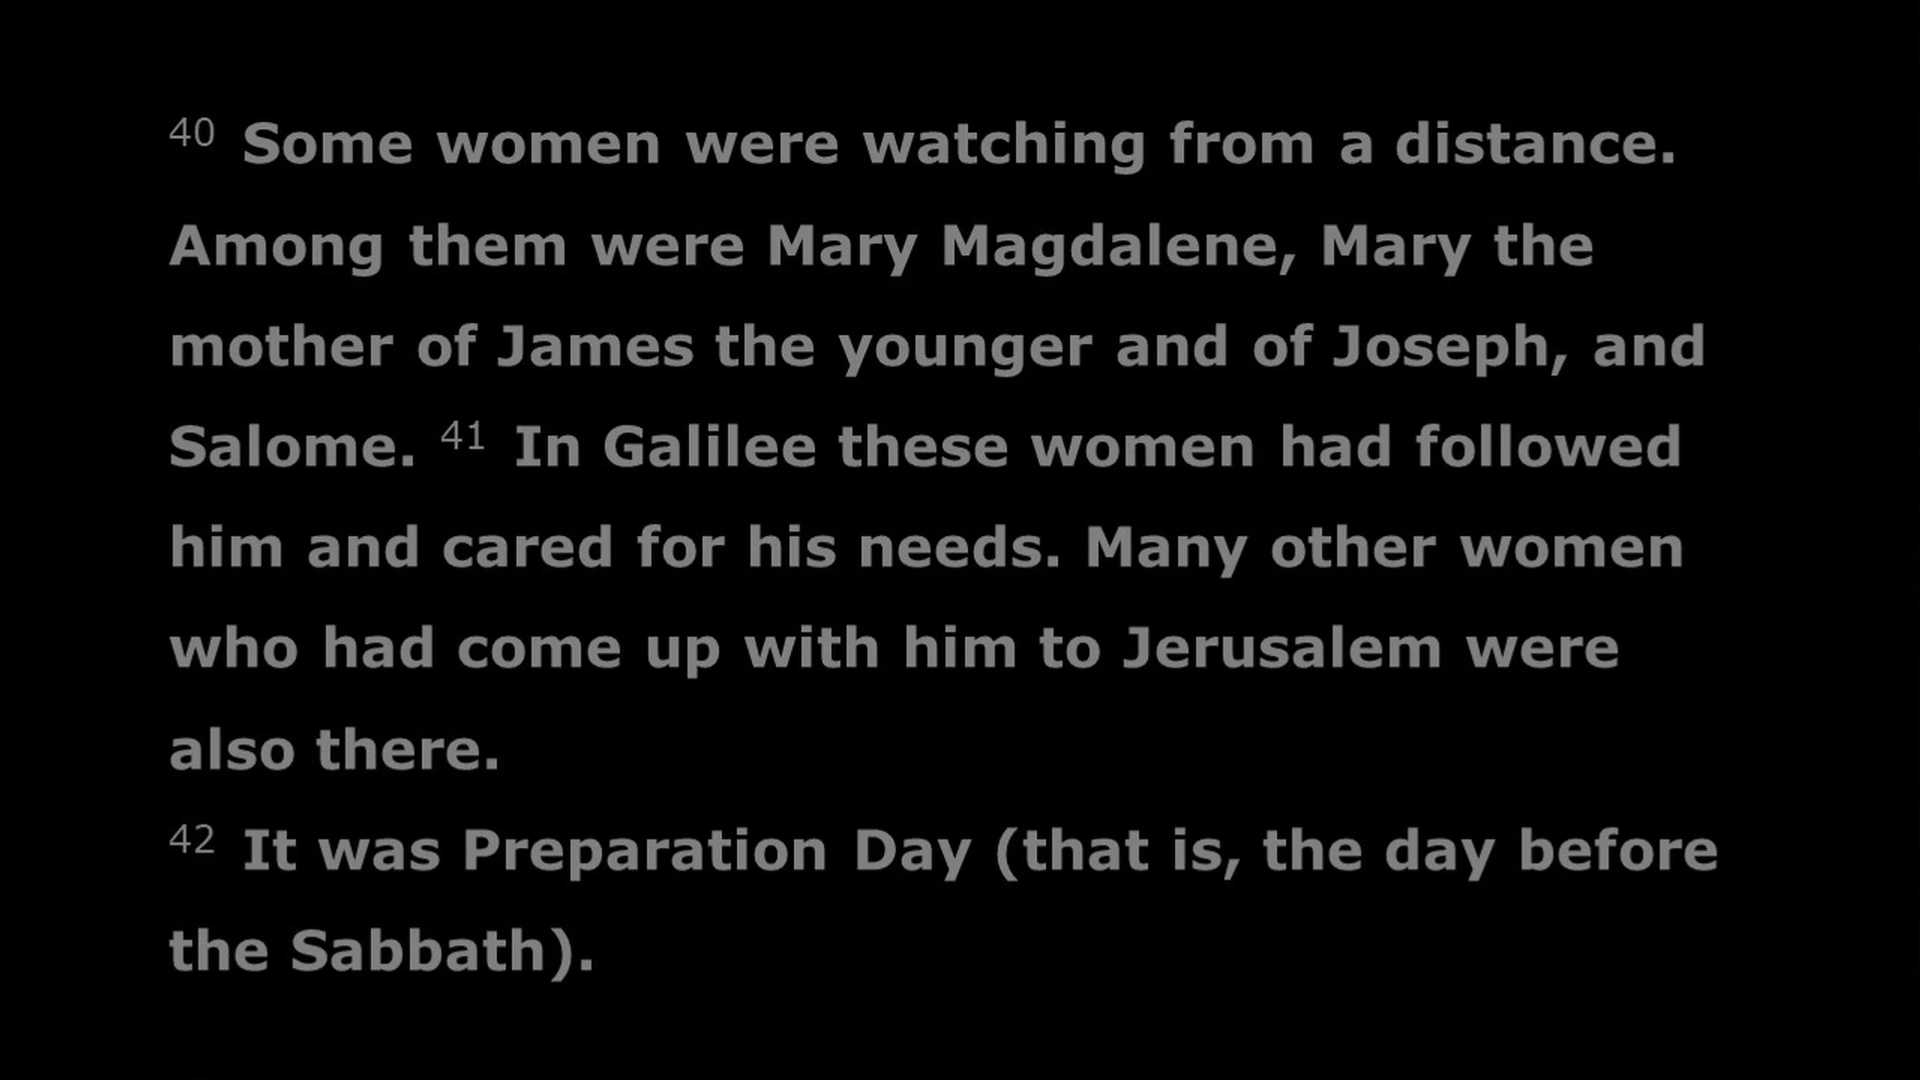 40 Some women were watching from a distance.
Among them were Mary Magdalene, Mary the
mother of James the younger and of Joseph, and
Salome. 41 In Galilee these women had followed
him and cared for his needs. Many other women
who had come up with him to Jerusalem were
also there.
42 It was Preparation Day (that is, the day before
the Sabbath).